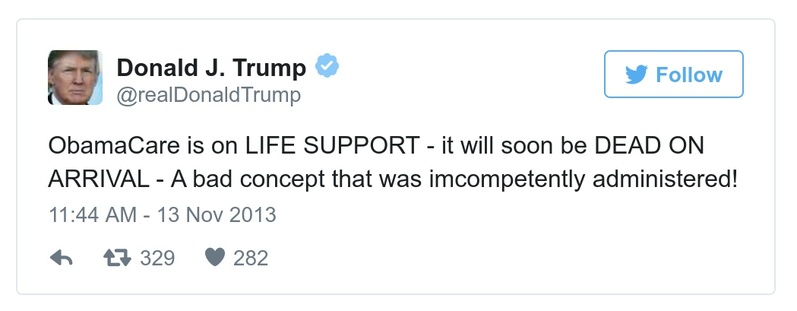 Donald J. Trump
@realDonaldTrump
Follow
ObamaCare is on LIFE SUPPORT - it will soon be DEAD ON
ARRIVAL - A bad concept that was imcompetently administered!
11:44 AM - 13 Nov 2013
329 282